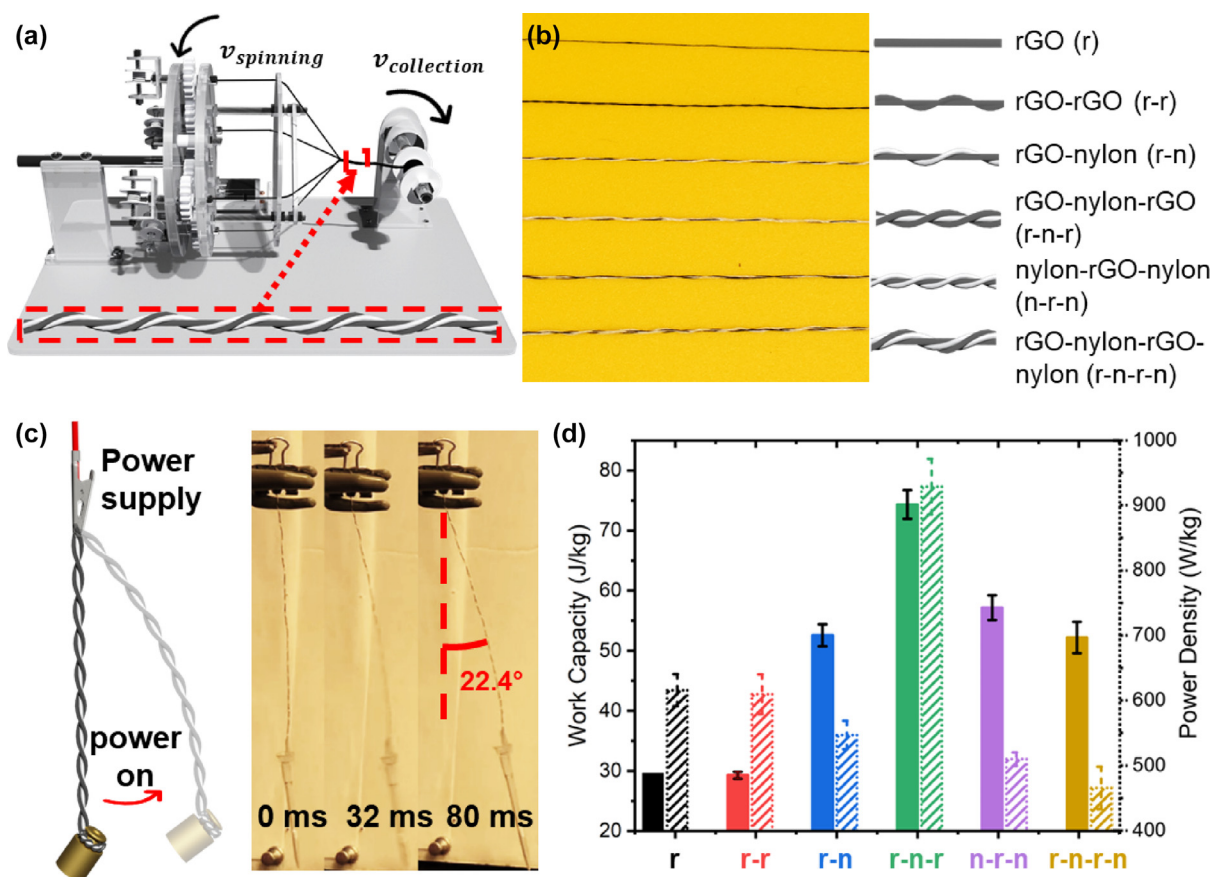 (a)
v_spinning
v_collection
(b)
rGO (r)
rGO-rGO (r-r)
rGO-nylon (r-n)
rGO-nylon-rGO
(r-n-r)
nylon-rGO-nylon
(n-r-n)
rGO-nylon-rGO-
nylon (r-n-r-n)
(c)
Power
supply
power
on
22.4°
0 ms
32 ms
80 ms
(d)
Work Capacity (J/kg)
80
70
60
50
40
30
20
r
r-r
r-n
r-n-r
n-r-n
r-n-r-n
1000
900
800
700
600
500
400
Power Density (W/kg)